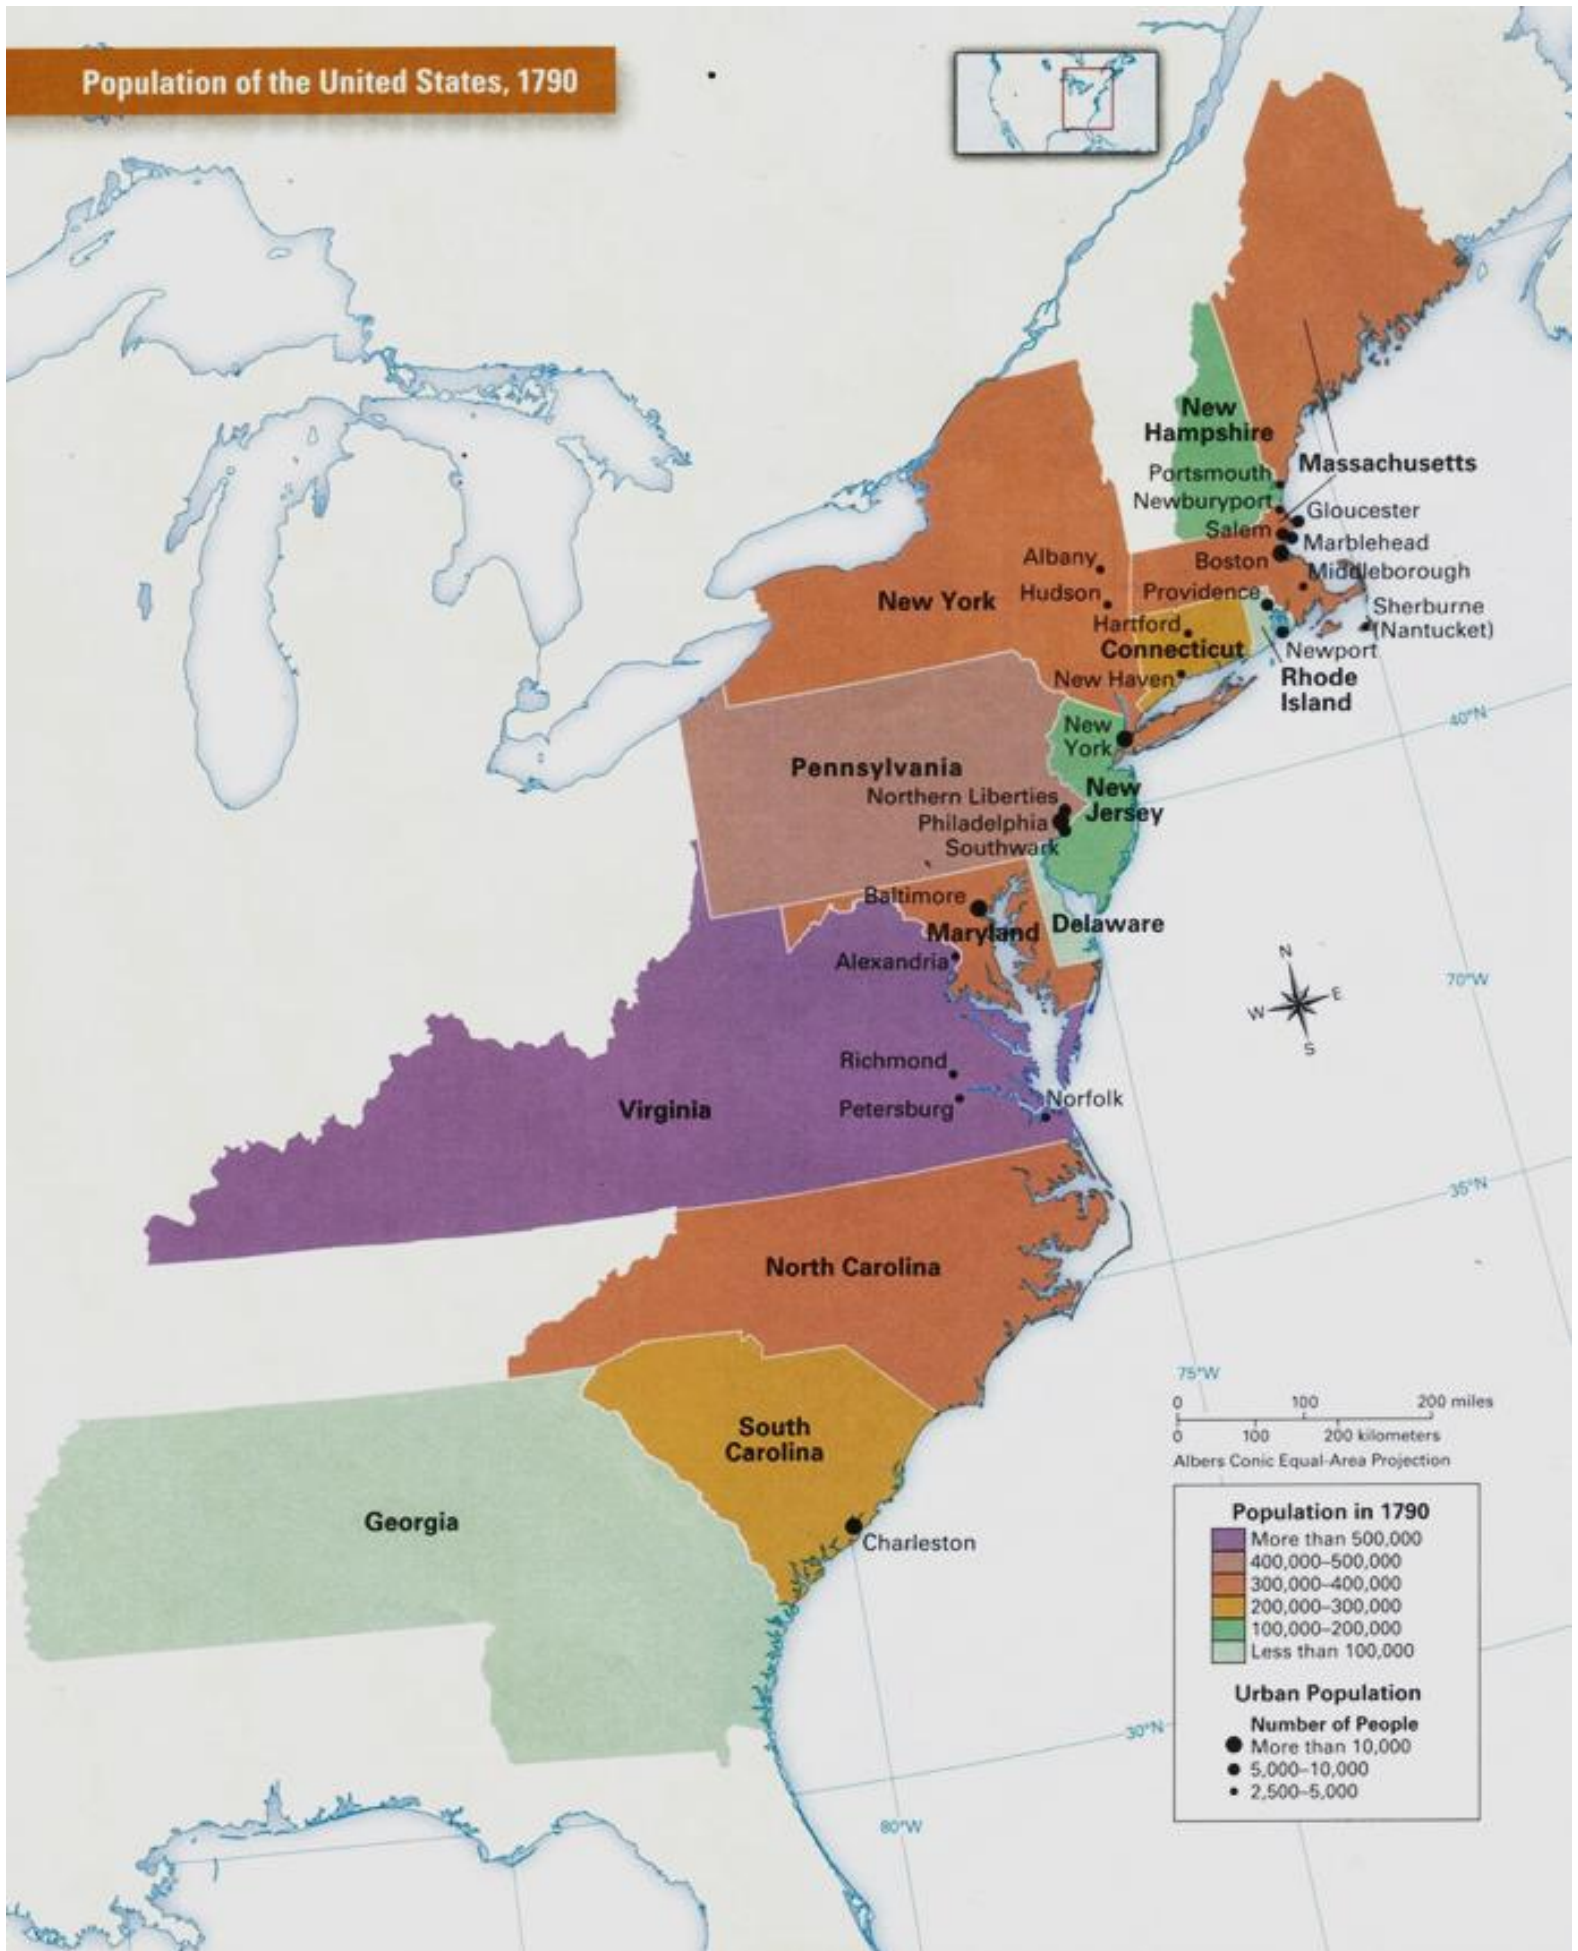 Population of the United States, 1790
New
Hampshire
Portsmouth
Newburyport
Massachusetts
Gloucester
Salem
Marblehead
Boston
Middleborough
Albany
Hudson
Providence
Sherburne
(Nantucket)
New York
Hartford
Connecticut
Newport
New Haven
Rhode
Island
40°N
New
York
Pennsylvania
New
Jersey
Northern Liberties
Philadelphia
Southwark
Baltimore
Maryland
Delaware
Alexandria
N
W
E
S
70°W
Richmond
Petersburg
Norfolk
Virginia
35°N
North Carolina
75°W
South
Carolina
Georgia
Charleston
0 100 200 miles
0 100 200 kilometers
Albers Conic Equal-Area Projection
Population in 1790
More than 500,000
400,000–500,000
300,000–400,000
200,000–300,000
100,000–200,000
Less than 100,000
Urban Population
Number of People
More than 10,000
5,000–10,000
2,500–5,000
30°N
80°W